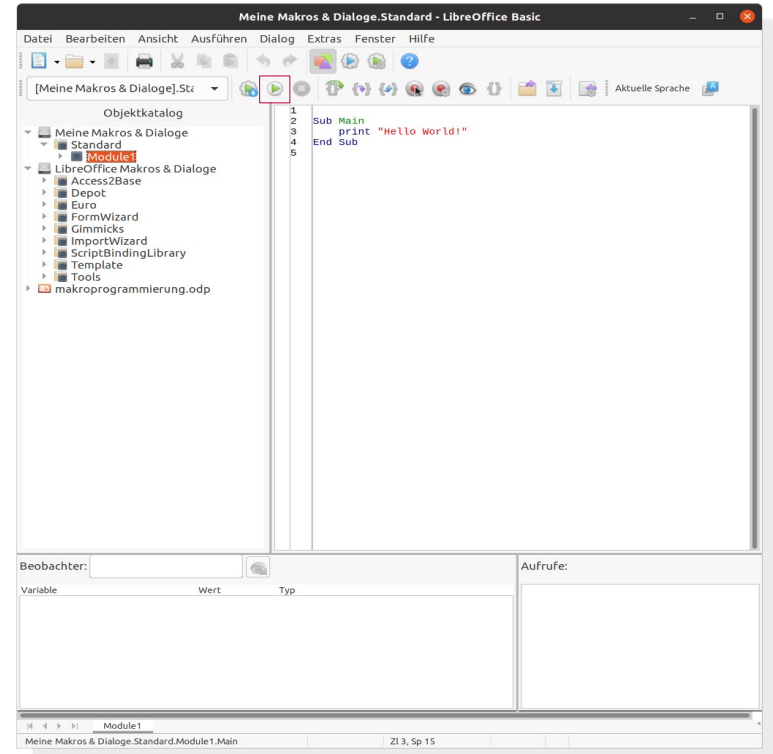 Meine Makros & Dialoge.Standard - LibreOffice Basic
Datei Bearbeiten Ansicht Ausführen Dialog Extras Fenster Hilfe
[Meine Makros & Dialoge].Sta
Aktuelle Sprache
Objektkatalog
Meine Makros & Dialoge
Standard
Module1
LibreOffice Makros & Dialoge
Access2Base
Depot
Euro
FormWizard
Gimmicks
ImportWizard
ScriptBindingLibrary
Template
Tools
makroprogrammierung.odp
1
2 Sub Main
3 print "Hello World!"
4 End Sub
5
Beobachter:
Aufrufe:
Variable Wert Typ
Module1
Meine Makros & Dialoge.Standard.Module1.Main Zl 3, Sp 15